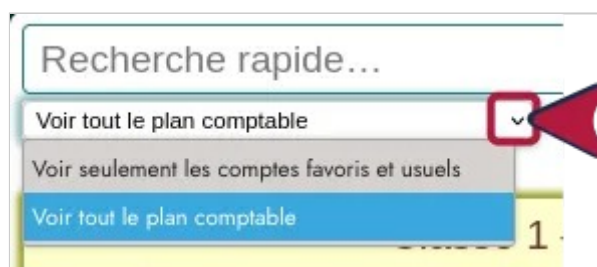 Recherche rapide...
Voir tout le plan comptable
Voir seulement les comptes favoris et usuels
Voir tout le plan comptable
1